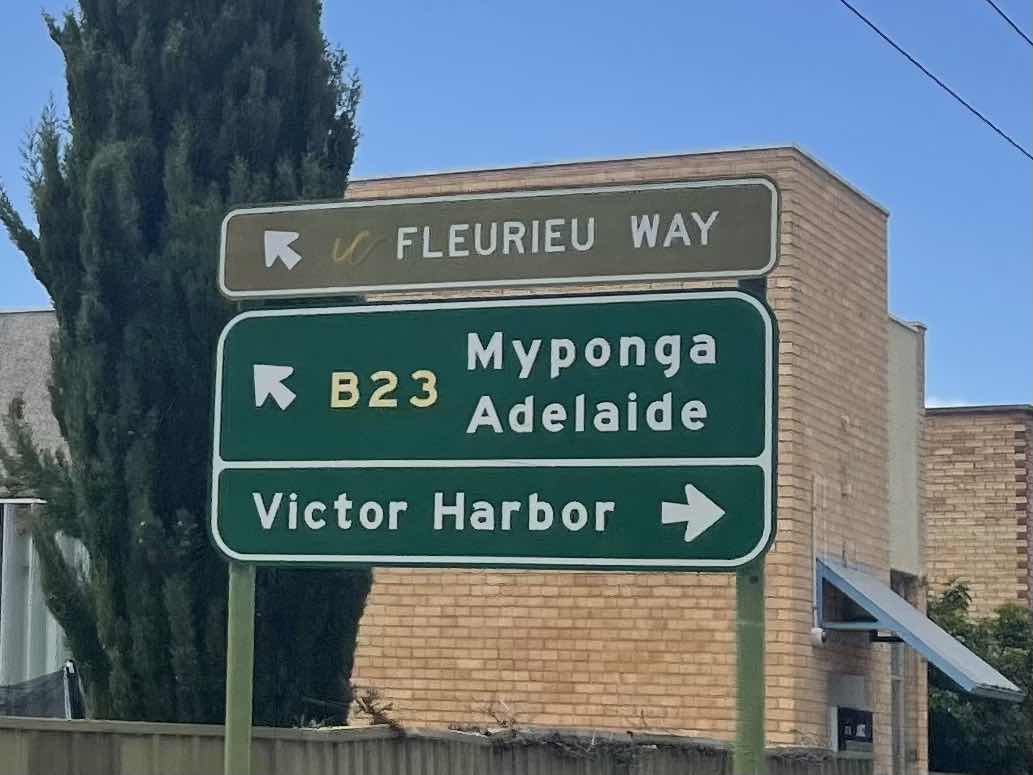 FLEURIEU WAY
B23
Myponga
Adelaide
Victor Harbor